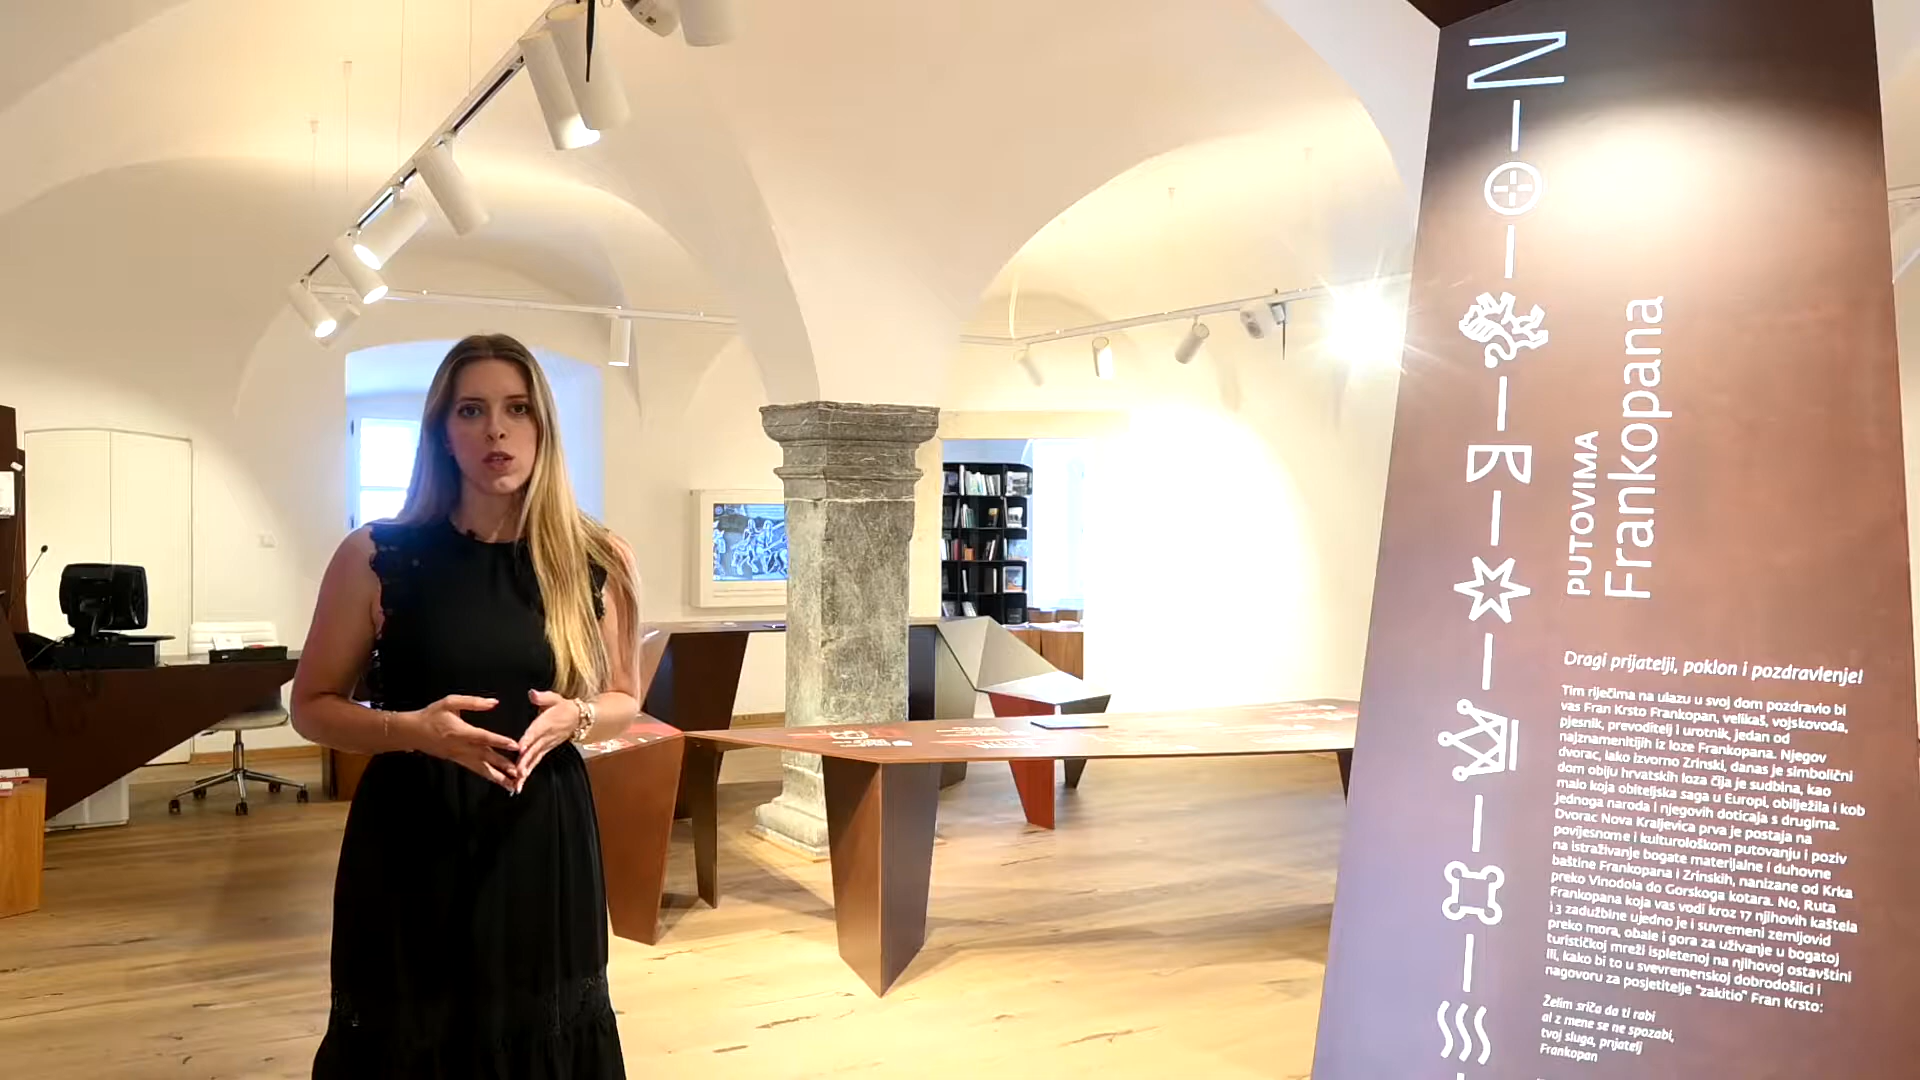 PUTOVIMA
Frankopana
Dragi prijatelji, poklon i pozdravlenje!
Tim riječima na ulazu u svoj dom pozdravio bi
vas Fran Krsto Frankopan, velikaš, vojskovođa,
pjesnik, prevoditelj i urotnik, jedan od
najznamenitijih iz loze Frankopana. Njegov
dvorac, iako izvorno Zrinski, danas je simbolični
dom obiju hrvatskih loza čija je sudbina, kao
malo koja obiteljska saga u Europi, obilježila i kob
jednoga naroda i njegovih doticaja s drugima.
Dvorac Nova Kraljevica prva je postaja na
povijesnome i kulturološkom putovanju i poziv
na istraživanje bogate materijalne i duhovne
baštine Frankopana i Zrinskih, nanizane od Krka
preko Vinodola do Gorskoga kotara. No, Ruta
Frankopana koja vas vodi kroz 17 njihovih kaštela
i 3 zadužbine ujedno je i suvremeni zemljovid
preko mora, obale i gora za uživanje u bogatoj
turističkoj mreži ispletenoj na njihovoj ostavštini
ili, kako bi to u svevremenskoj dobrodošlici i
nagovoru za posjetitelje "zakitio" Fran Krsto:
Želim sriča da ti rabi
al z mene se ne spozabi,
tvoj sluga, prijatelj
Frankopan